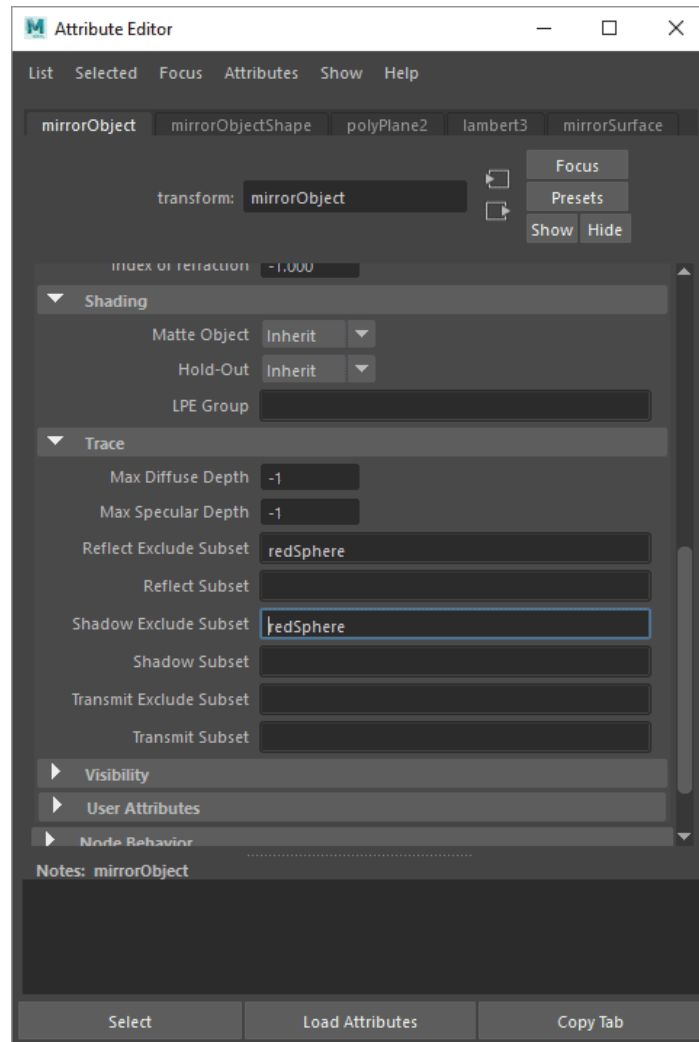 Attribute Editor
List Selected Focus Attributes Show Help
mirrorObject mirrorObjectShape polyPlane2 lambert3 mirrorSurface
Focus
transform: mirrorObject
Presets
Show Hide
Index of refraction -1.000
Shading
Matte Object Inherit
Hold-Out Inherit
LPE Group
Trace
Max Diffuse Depth -1
Max Specular Depth -1
Reflect Exclude Subset redSphere
Reflect Subset
Shadow Exclude Subset redSphere
Shadow Subset
Transmit Exclude Subset
Transmit Subset
Visibility
User Attributes
Node Behavior
Notes: mirrorObject
Select Load Attributes Copy Tab